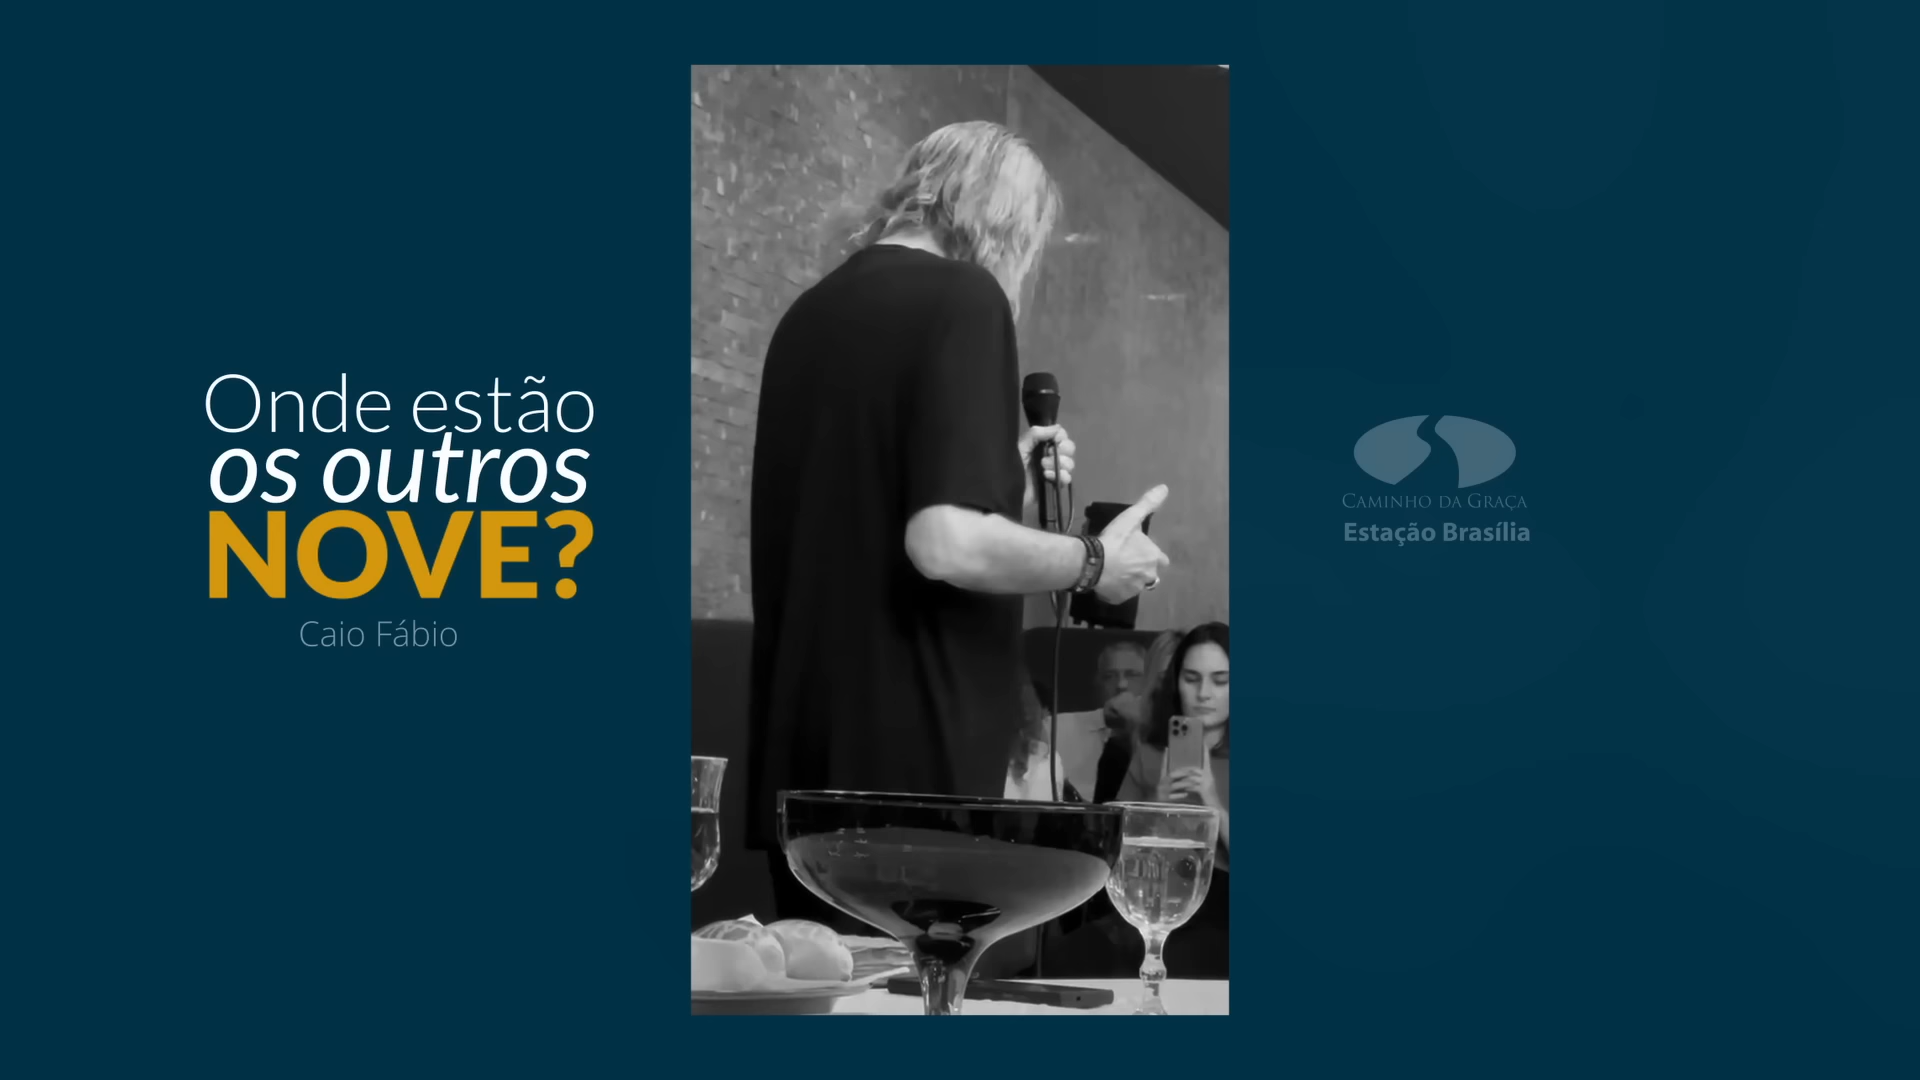 Onde estão
os outros
NOVE?
Caio Fábio
CAMINHO DA GRAÇA
Estação Brasília